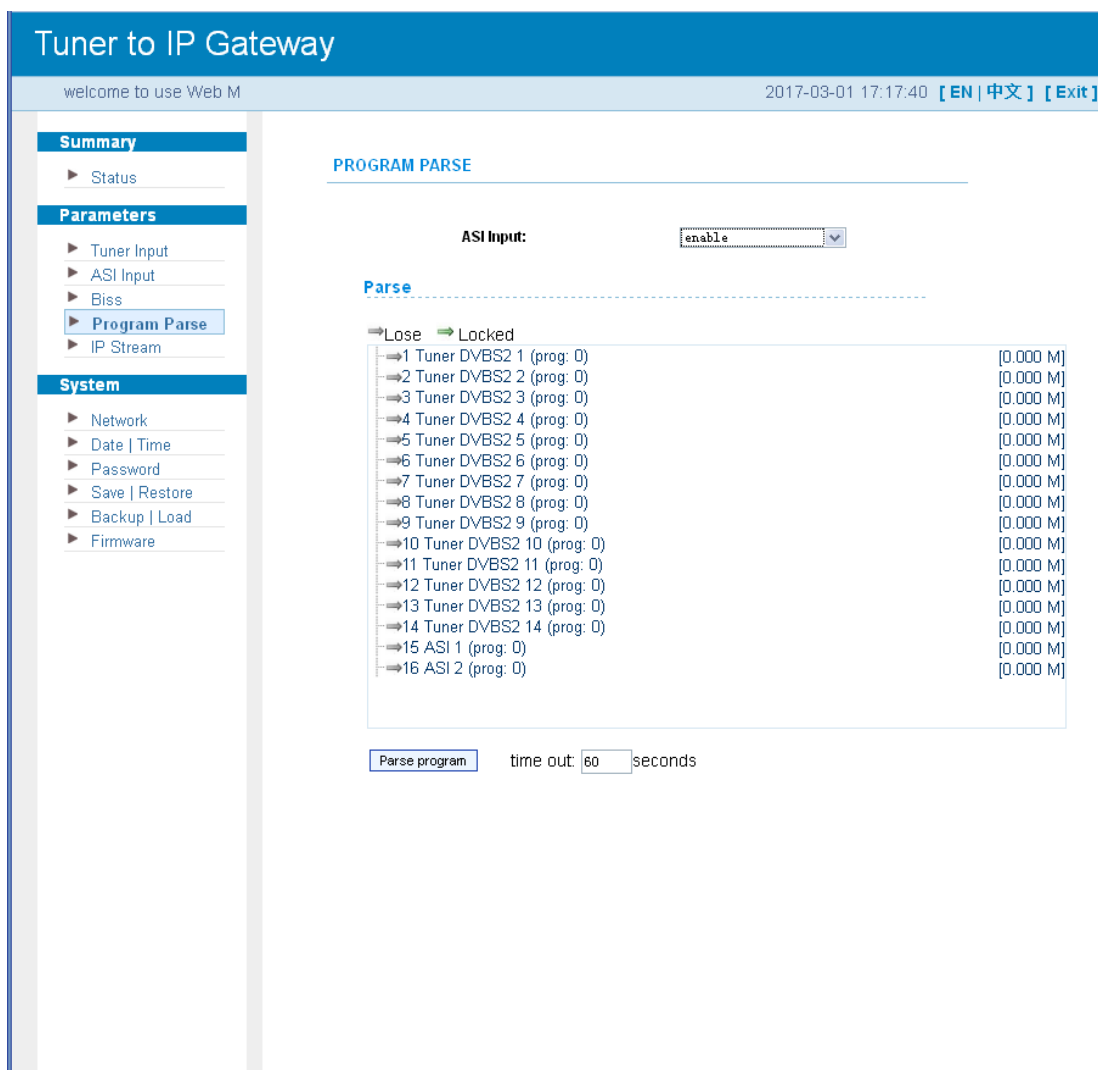 Tuner to IP Gateway
welcome to use Web M
2017-03-01 17:17:40 [ EN | 中文 ] [ Exit ]
Summary
Status
Parameters
Tuner Input
ASI Input
Biss
Program Parse
IP Stream
System
Network
Date | Time
Password
Save | Restore
Backup | Load
Firmware
PROGRAM PARSE
ASI Input: enable
Parse
Lose Locked
1 Tuner DVBS2 1 (prog: 0) [0.000 M]
2 Tuner DVBS2 2 (prog: 0) [0.000 M]
3 Tuner DVBS2 3 (prog: 0) [0.000 M]
4 Tuner DVBS2 4 (prog: 0) [0.000 M]
5 Tuner DVBS2 5 (prog: 0) [0.000 M]
6 Tuner DVBS2 6 (prog: 0) [0.000 M]
7 Tuner DVBS2 7 (prog: 0) [0.000 M]
8 Tuner DVBS2 8 (prog: 0) [0.000 M]
9 Tuner DVBS2 9 (prog: 0) [0.000 M]
10 Tuner DVBS2 10 (prog: 0) [0.000 M]
11 Tuner DVBS2 11 (prog: 0) [0.000 M]
12 Tuner DVBS2 12 (prog: 0) [0.000 M]
13 Tuner DVBS2 13 (prog: 0) [0.000 M]
14 Tuner DVBS2 14 (prog: 0) [0.000 M]
15 ASI 1 (prog: 0) [0.000 M]
16 ASI 2 (prog: 0) [0.000 M]
Parse program time out: 60 seconds